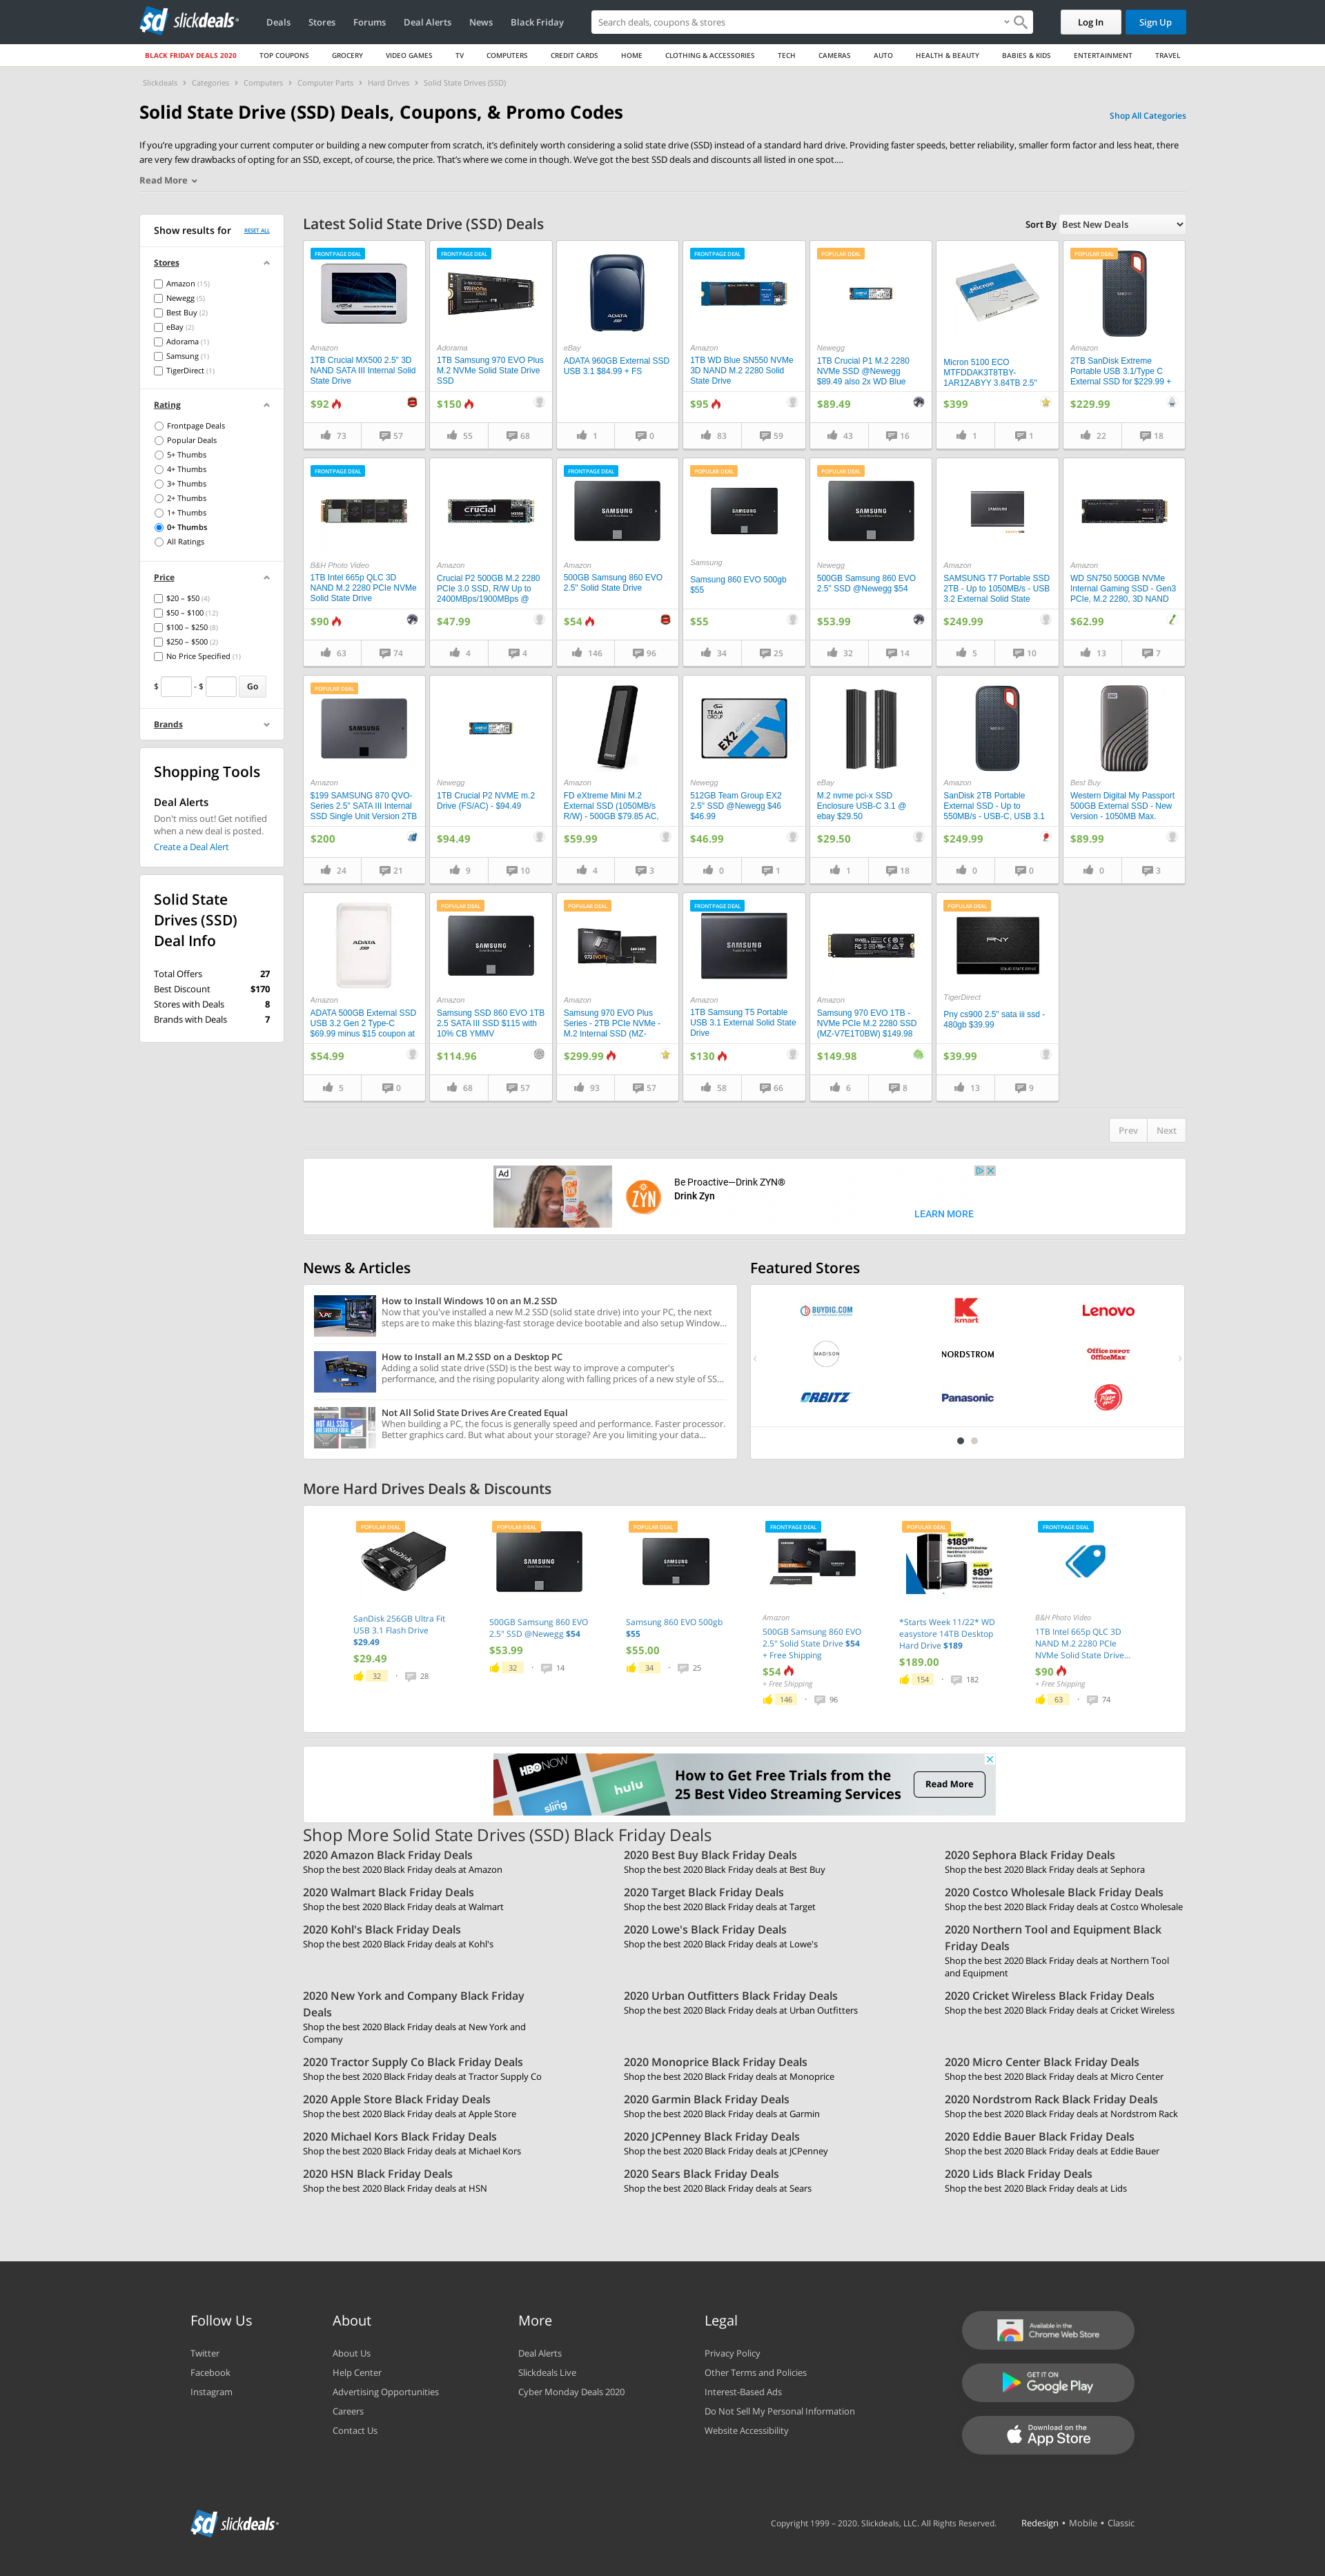 slickdeals
Deals
Stores
Forums
Deal Alerts
News
Black Friday
Search deals, coupons & stores
Log In
Sign Up
BLACK FRIDAY DEALS 2020
TOP COUPONS
GROCERY
VIDEO GAMES
TV
COMPUTERS
CREDIT CARDS
HOME
CLOTHING & ACCESSORIES
TECH
CAMERAS
AUTO
HEALTH & BEAUTY
BABIES & KIDS
ENTERTAINMENT
TRAVEL
Slickdeals › Categories › Computers › Computer Parts › Hard Drives › Solid State Drives (SSD)
Solid State Drive (SSD) Deals, Coupons, & Promo Codes
Shop All Categories
If you're upgrading your current computer or building a new computer from scratch, it's definitely worth considering a solid state drive (SSD) instead of a standard hard drive. Providing faster speeds, better reliability, smaller form factor and less heat, there
are very few drawbacks of opting for an SSD, except, of course, the price. That's where we come in though. We've got the best SSD deals and discounts all listed in one spot....
Read More
Show results for
RESET ALL
Stores
Amazon (15)
Newegg (5)
Best Buy (2)
eBay (2)
Adorama (1)
Samsung (1)
TigerDirect (1)
Rating
Frontpage Deals
Popular Deals
5+ Thumbs
4+ Thumbs
3+ Thumbs
2+ Thumbs
1+ Thumbs
0+ Thumbs
All Ratings
Price
$20 – $50 (4)
$50 – $100 (12)
$100 – $250 (8)
$250 – $500 (2)
No Price Specified (1)
$ - $ Go
Brands
Shopping Tools
Deal Alerts
Don't miss out! Get notified
when a new deal is posted.
Create a Deal Alert
Solid State
Drives (SSD)
Deal Info
Total Offers 27
Best Discount $170
Stores with Deals 8
Brands with Deals 7
Latest Solid State Drive (SSD) Deals
Sort By Best New Deals
FRONTPAGE DEAL
Amazon
1TB Crucial MX500 2.5" 3D
NAND SATA III Internal Solid
State Drive
$92
73 57
FRONTPAGE DEAL
Adorama
1TB Samsung 970 EVO Plus
M.2 NVMe Solid State Drive
SSD
$150
55 68
ADATA
eBay
ADATA 960GB External SSD
USB 3.1 $84.99 + FS
1 0
FRONTPAGE DEAL
Amazon
1TB WD Blue SN550 NVMe
3D NAND M.2 2280 Solid
State Drive
$95
83 59
POPULAR DEAL
Newegg
1TB Crucial P1 M.2 2280
NVMe SSD @Newegg
$89.49 also 2x WD Blue
$89.49
43 16
Micron 5100 ECO
MTFDDAK3T8TBY-
1AR1ZABYY 3.84TB 2.5"
$399
1 1
POPULAR DEAL
Amazon
2TB SanDisk Extreme
Portable USB 3.1/Type C
External SSD for $229.99 +
$229.99
22 18
FRONTPAGE DEAL
B&H Photo Video
1TB Intel 665p QLC 3D
NAND M.2 2280 PCIe NVMe
Solid State Drive
$90
63 74
crucial
Amazon
Crucial P2 500GB M.2 2280
PCIe 3.0 SSD, R/W Up to
2400MBps/1900MBps @
$47.99
4 4
FRONTPAGE DEAL
SAMSUNG
Amazon
500GB Samsung 860 EVO
2.5" Solid State Drive
$54
146 96
POPULAR DEAL
SAMSUNG
Samsung
Samsung 860 EVO 500gb
$55
$55
34 25
POPULAR DEAL
SAMSUNG
Newegg
500GB Samsung 860 EVO
2.5" SSD @Newegg $54
$53.99
32 14
SAMSUNG
Amazon
SAMSUNG T7 Portable SSD
2TB - Up to 1050MB/s - USB
3.2 External Solid State
$249.99
5 10
Amazon
WD SN750 500GB NVMe
Internal Gaming SSD - Gen3
PCIe, M.2 2280, 3D NAND
$62.99
13 7
POPULAR DEAL
SAMSUNG
Amazon
$199 SAMSUNG 870 QVO-
Series 2.5" SATA III Internal
SSD Single Unit Version 2TB
$200
24 21
Newegg
1TB Crucial P2 NVME m.2
Drive (FS/AC) - $94.49
$94.49
9 10
Amazon
FD eXtreme Mini M.2
External SSD (1050MB/s
R/W) - 500GB $79.85 AC,
$59.99
4 3
TEAMGROUP
EX2
Newegg
512GB Team Group EX2
2.5" SSD @Newegg $46
$46.99
$46.99
0 1
eBay
M.2 nvme pci-x SSD
Enclosure USB-C 3.1 @
ebay $29.50
$29.50
1 18
Amazon
SanDisk 2TB Portable
External SSD - Up to
550MB/s - USB-C, USB 3.1
$249.99
0 0
Best Buy
Western Digital My Passport
500GB External SSD - New
Version - 1050MB Max.
$89.99
0 3
ADATA
Amazon
ADATA 500GB External SSD
USB 3.2 Gen 2 Type-C
$69.99 minus $15 coupon at
$54.99
5 0
POPULAR DEAL
SAMSUNG
Amazon
Samsung SSD 860 EVO 1TB
2.5 SATA III SSD $115 with
10% CB YMMV
$114.96
68 57
POPULAR DEAL
Amazon
Samsung 970 EVO Plus
Series - 2TB PCIe NVMe -
M.2 Internal SSD (MZ-
$299.99
93 57
FRONTPAGE DEAL
SAMSUNG
Amazon
1TB Samsung T5 Portable
USB 3.1 External Solid State
Drive
$130
58 66
Amazon
Samsung 970 EVO 1TB -
NVMe PCIe M.2 2280 SSD
(MZ-V7E1T0BW) $149.98
$149.98
6 8
POPULAR DEAL
PNY
TigerDirect
Pny cs900 2.5" sata iii ssd -
480gb $39.99
$39.99
13 9
Prev
Next
Ad
ZYN
Be Proactive—Drink ZYN®
Drink Zyn
LEARN MORE
News & Articles
How to Install Windows 10 on an M.2 SSD
Now that you've installed a new M.2 SSD (solid state drive) into your PC, the next
steps are to make this blazing-fast storage device bootable and also setup Window...
How to Install an M.2 SSD on a Desktop PC
Adding a solid state drive (SSD) is the best way to improve a computer's
performance, and the rising popularity along with falling prices of a new style of SS...
NOT ALL SSDs ARE CREATED EQUAL
Not All Solid State Drives Are Created Equal
When building a PC, the focus is generally speed and performance. Faster processor.
Better graphics card. But what about your storage? Are you limiting your data...
Featured Stores
BUYDIG.COM
kmart
Lenovo
MADISON
NORDSTROM
Office DEPOT
OfficeMax
ORBITZ
Panasonic
Pizza Hut
More Hard Drives Deals & Discounts
POPULAR DEAL
SanDisk
SanDisk 256GB Ultra Fit
USB 3.1 Flash Drive
$29.49
$29.49
32 · 28
POPULAR DEAL
SAMSUNG
500GB Samsung 860 EVO
2.5" SSD @Newegg $54
$53.99
32 · 14
POPULAR DEAL
SAMSUNG
Samsung 860 EVO 500gb
$55
$55.00
34 · 25
FRONTPAGE DEAL
Amazon
500GB Samsung 860 EVO
2.5" Solid State Drive $54
+ Free Shipping
$54
+ Free Shipping
146 · 96
POPULAR DEAL
*Starts Week 11/22* WD
easystore 14TB Desktop
Hard Drive $189
$189.00
154 · 182
FRONTPAGE DEAL
B&H Photo Video
1TB Intel 665p QLC 3D
NAND M.2 2280 PCIe
NVMe Solid State Drive...
$90
+ Free Shipping
63 · 74
HBO NOW
sling
hulu
How to Get Free Trials from the
25 Best Video Streaming Services
Read More
Shop More Solid State Drives (SSD) Black Friday Deals
2020 Amazon Black Friday Deals
Shop the best 2020 Black Friday deals at Amazon
2020 Best Buy Black Friday Deals
Shop the best 2020 Black Friday deals at Best Buy
2020 Sephora Black Friday Deals
Shop the best 2020 Black Friday deals at Sephora
2020 Walmart Black Friday Deals
Shop the best 2020 Black Friday deals at Walmart
2020 Target Black Friday Deals
Shop the best 2020 Black Friday deals at Target
2020 Costco Wholesale Black Friday Deals
Shop the best 2020 Black Friday deals at Costco Wholesale
2020 Kohl's Black Friday Deals
Shop the best 2020 Black Friday deals at Kohl's
2020 Lowe's Black Friday Deals
Shop the best 2020 Black Friday deals at Lowe's
2020 Northern Tool and Equipment Black
Friday Deals
Shop the best 2020 Black Friday deals at Northern Tool
and Equipment
2020 New York and Company Black Friday
Deals
Shop the best 2020 Black Friday deals at New York and
Company
2020 Urban Outfitters Black Friday Deals
Shop the best 2020 Black Friday deals at Urban Outfitters
2020 Cricket Wireless Black Friday Deals
Shop the best 2020 Black Friday deals at Cricket Wireless
2020 Tractor Supply Co Black Friday Deals
Shop the best 2020 Black Friday deals at Tractor Supply Co
2020 Monoprice Black Friday Deals
Shop the best 2020 Black Friday deals at Monoprice
2020 Micro Center Black Friday Deals
Shop the best 2020 Black Friday deals at Micro Center
2020 Apple Store Black Friday Deals
Shop the best 2020 Black Friday deals at Apple Store
2020 Garmin Black Friday Deals
Shop the best 2020 Black Friday deals at Garmin
2020 Nordstrom Rack Black Friday Deals
Shop the best 2020 Black Friday deals at Nordstrom Rack
2020 Michael Kors Black Friday Deals
Shop the best 2020 Black Friday deals at Michael Kors
2020 JCPenney Black Friday Deals
Shop the best 2020 Black Friday deals at JCPenney
2020 Eddie Bauer Black Friday Deals
Shop the best 2020 Black Friday deals at Eddie Bauer
2020 HSN Black Friday Deals
Shop the best 2020 Black Friday deals at HSN
2020 Sears Black Friday Deals
Shop the best 2020 Black Friday deals at Sears
2020 Lids Black Friday Deals
Shop the best 2020 Black Friday deals at Lids
Follow Us
Twitter
Facebook
Instagram
About
About Us
Help Center
Advertising Opportunities
Careers
Contact Us
More
Deal Alerts
Slickdeals Live
Cyber Monday Deals 2020
Legal
Privacy Policy
Other Terms and Policies
Interest-Based Ads
Do Not Sell My Personal Information
Website Accessibility
Available in the
Chrome Web Store
GET IT ON
Google Play
Download on the
App Store
slickdeals
Copyright 1999 – 2020. Slickdeals, LLC. All Rights Reserved.
Redesign • Mobile • Classic